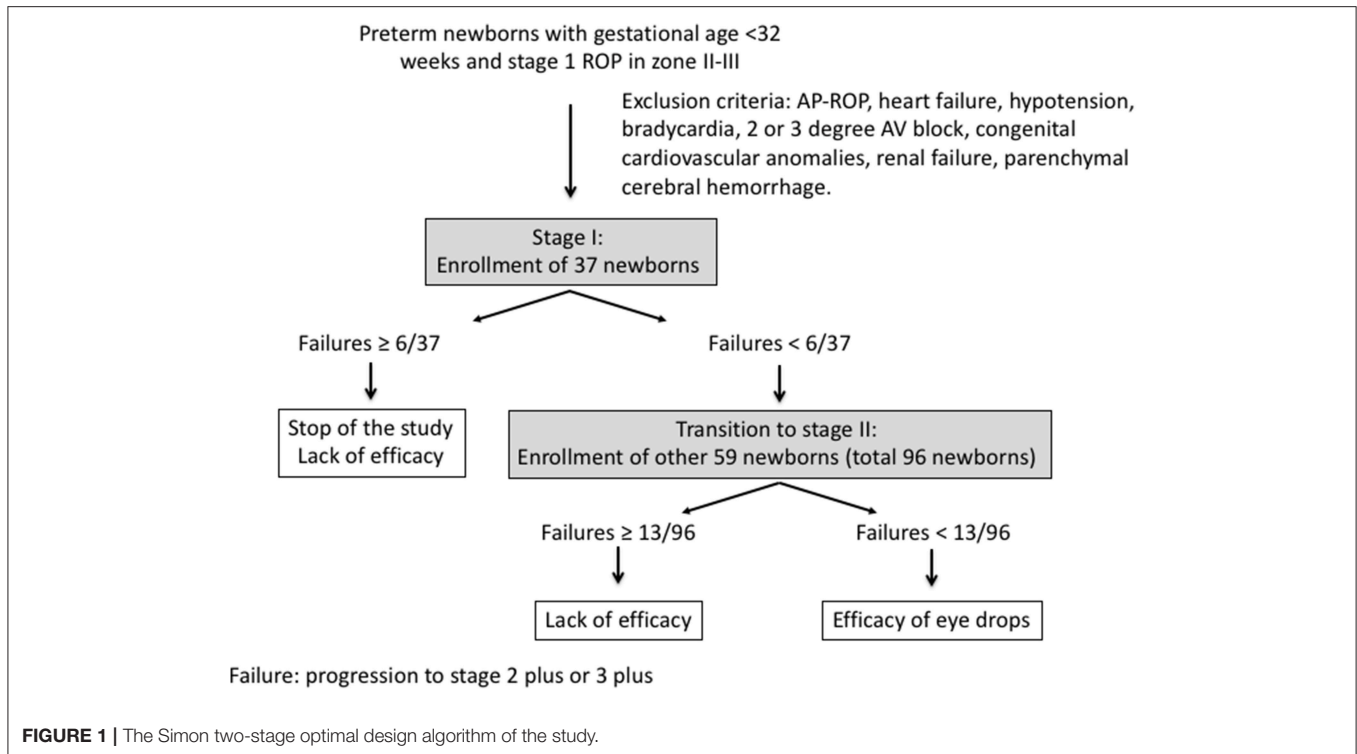 Preterm newborns with gestational age <32
weeks and stage 1 ROP in zone II-III
Exclusion criteria: AP-ROP, heart failure, hypotension,
bradycardia, 2 or 3 degree AV block, congenital
cardiovascular anomalies, renal failure, parenchymal
cerebral hemorrhage.
Stage I:
Enrollment of 37 newborns
Failures ≥ 6/37
Failures < 6/37
Stop of the study
Lack of efficacy
Transition to stage II:
Enrollment of other 59 newborns (total 96 newborns)
Failures ≥ 13/96
Failures < 13/96
Lack of efficacy
Efficacy of eye drops
Failure: progression to stage 2 plus or 3 plus
FIGURE 1 | The Simon two-stage optimal design algorithm of the study.